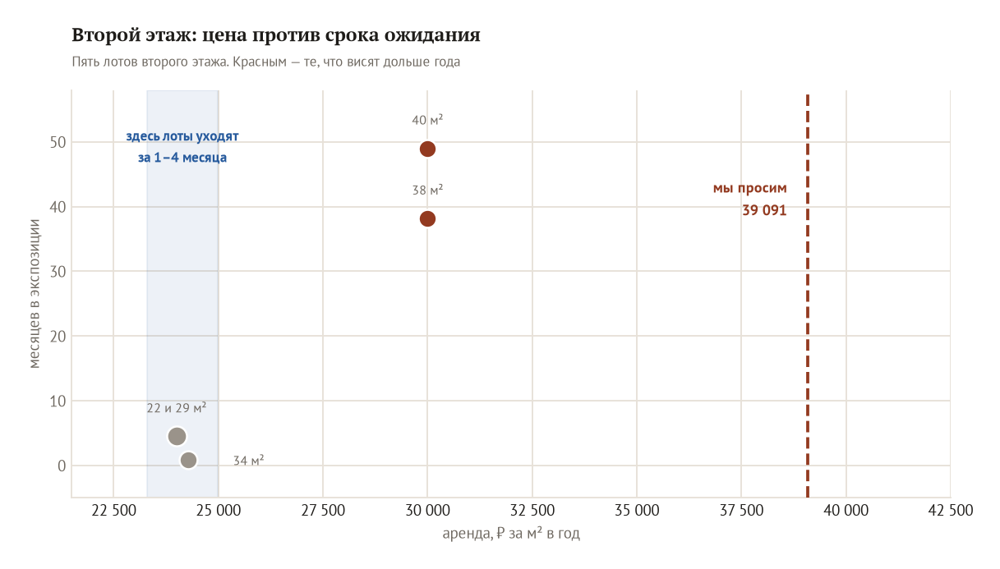 Второй этаж: цена против срока ожидания
Пять лотов второго этажа. Красным — те, что висят дольше года
40 м²
здесь лоты уходят
за 1–4 месяца
50
38 м²
мы просим
39 091
40
месяцев в экспозиции
30
20
10
22 и 29 м²
34 м²
0
22 500
25 000
27 500
30 000
32 500
35 000
37 500
40 000
42 500
аренда, ₽ за м² в год